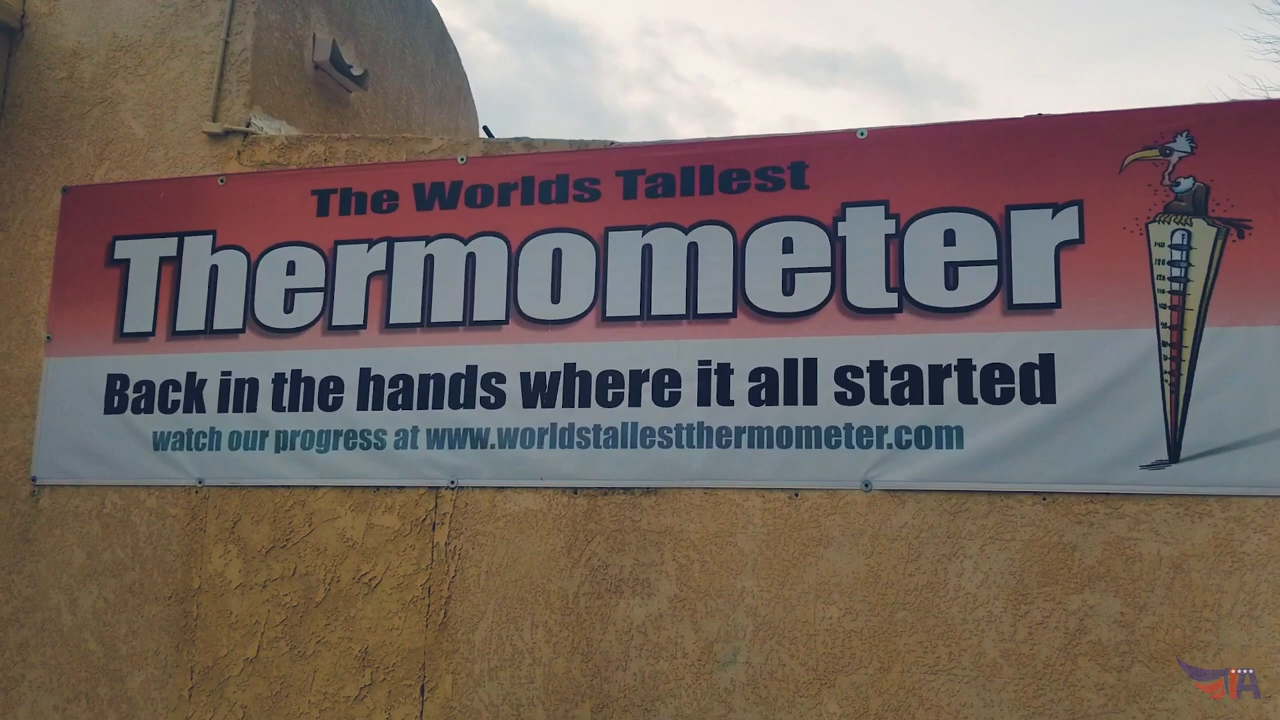 The Worlds Tallest
Thermometer
Back in the hands where it all started
watch our progress at www.worldstallestthermometer.com
TA